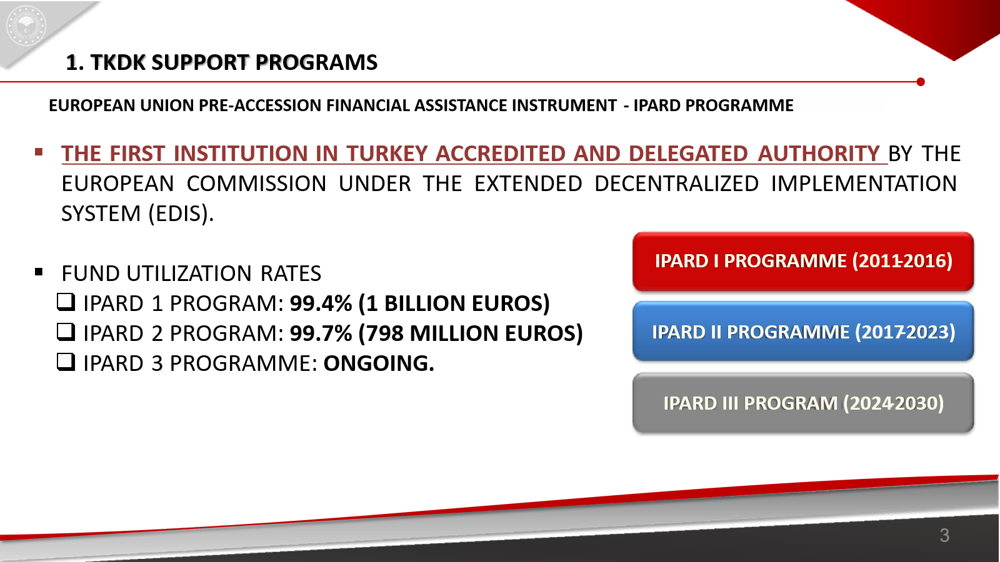 1. TKDK SUPPORT PROGRAMS
EUROPEAN UNION PRE-ACCESSION FINANCIAL ASSISTANCE INSTRUMENT - IPARD PROGRAMME
▪ THE FIRST INSTITUTION IN TURKEY ACCREDITED AND DELEGATED AUTHORITY BY THE
EUROPEAN COMMISSION UNDER THE EXTENDED DECENTRALIZED IMPLEMENTATION
SYSTEM (EDIS).
▪ FUND UTILIZATION RATES
❑ IPARD 1 PROGRAM: 99.4% (1 BILLION EUROS)
❑ IPARD 2 PROGRAM: 99.7% (798 MILLION EUROS)
❑ IPARD 3 PROGRAMME: ONGOING.
IPARD I PROGRAMME (2011-2016)
IPARD II PROGRAMME (2017-2023)
IPARD III PROGRAM (2024-2030)
3